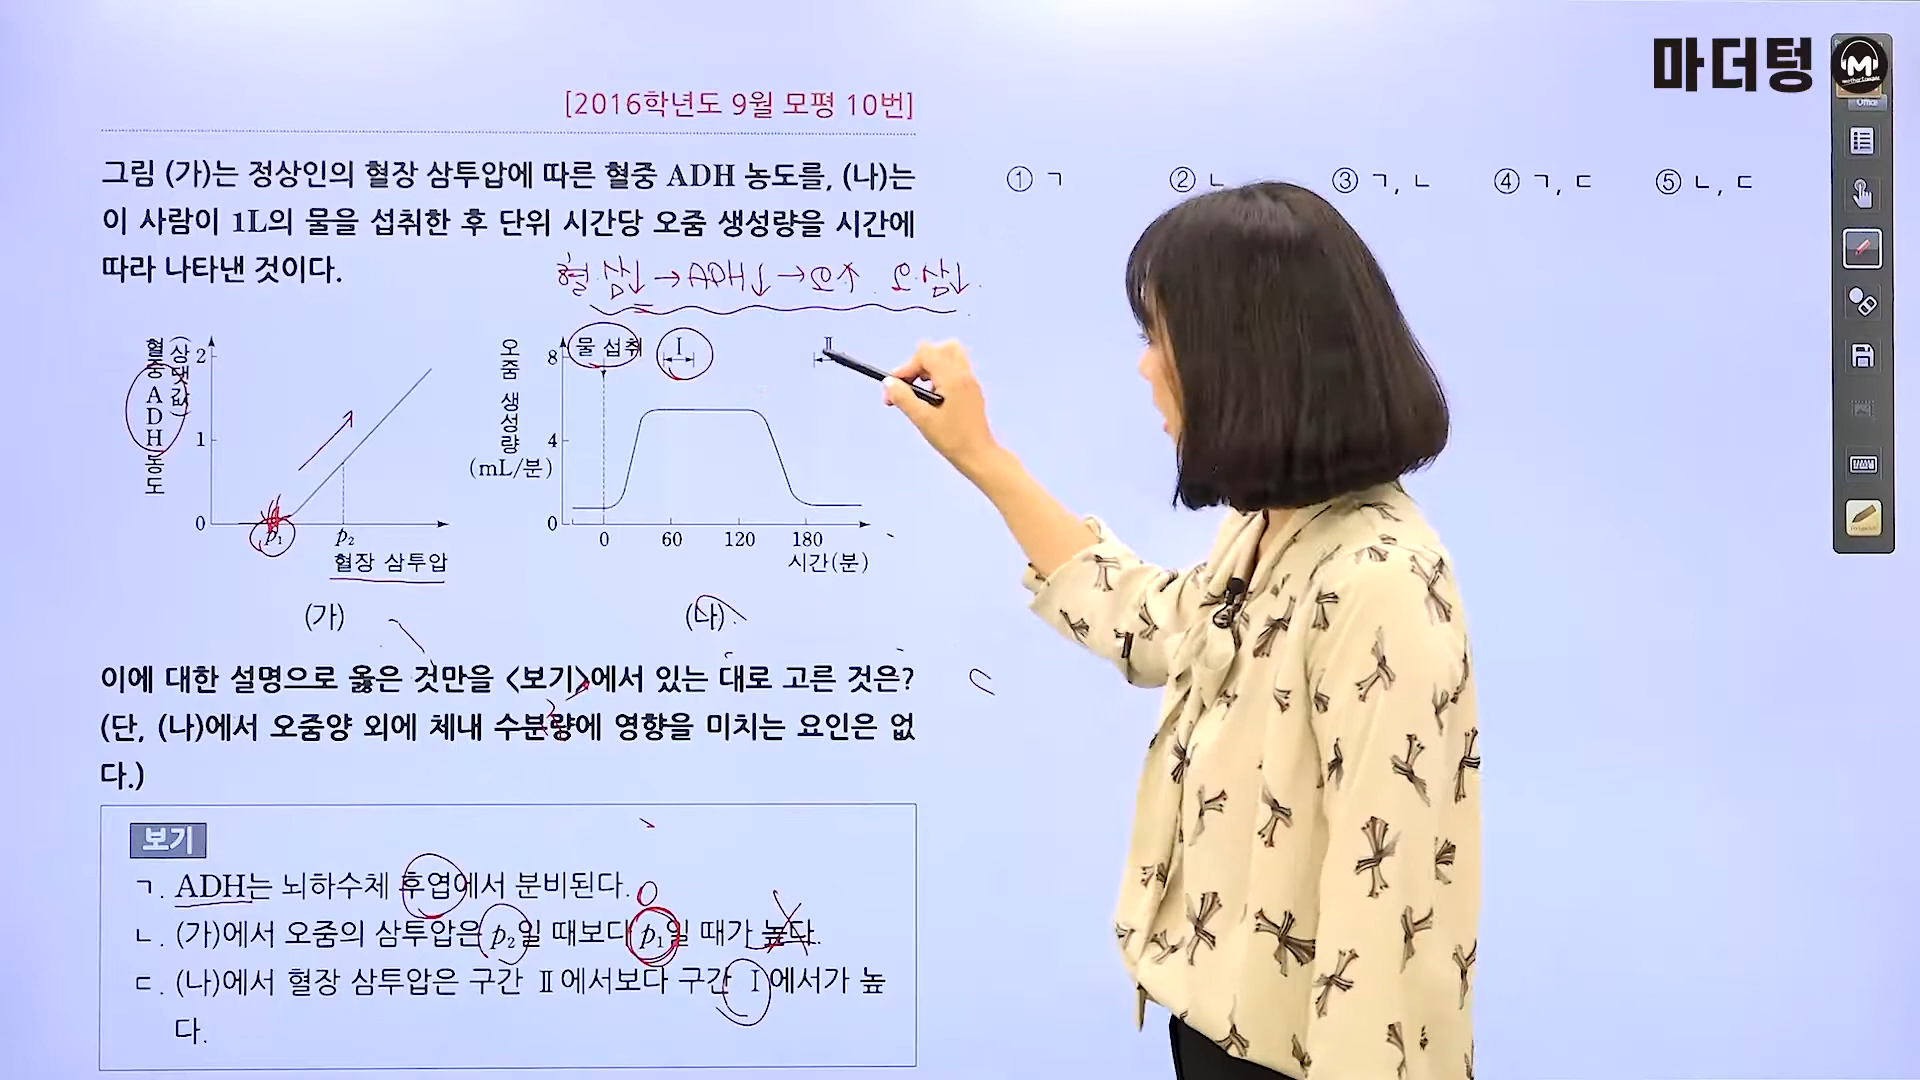 마더텅
[2016학년도 9월 모평 10번]
그림 (가)는 정상인의 혈장 삼투압에 따른 혈중 ADH 농도를, (나)는
이 사람이 1L의 물을 섭취한 후 단위 시간당 오줌 생성량을 시간에
따라 나타낸 것이다.
혈.삼↓→ADH↓→오↑ 오.삼↓
혈중 ADH 농도
(상댓값)
2
1
0
p₁
p₂
혈장 삼투압
(가)
오줌 생성량
(mL/분)
8
4
0
물 섭취
Ⅰ
Ⅱ
0 60 120 180
시간(분)
(나)
이에 대한 설명으로 옳은 것만을 <보기>에서 있는 대로 고른 것은?
(단, (나)에서 오줌양 외에 체내 수분량에 영향을 미치는 요인은 없
다.)
보기
ㄱ. ADH는 뇌하수체 후엽에서 분비된다.
ㄴ. (가)에서 오줌의 삼투압은 p₂일 때보다 p₁일 때가 높다.
ㄷ. (나)에서 혈장 삼투압은 구간 Ⅱ에서보다 구간 Ⅰ에서가 높
다.
① ㄱ ② ㄴ ③ ㄱ, ㄴ ④ ㄱ, ㄷ ⑤ ㄴ, ㄷ